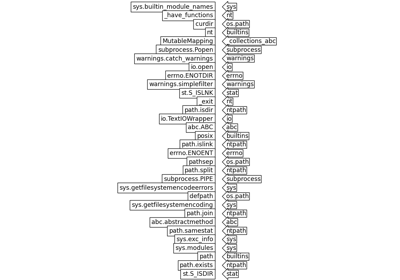 sys.builtin_module_names sys
_have_functions nt
curdir os.path
nt builtins
MutableMapping _collections_abc
subprocess.Popen subprocess
warnings.catch_warnings warnings
io.open io
errno.ENOTDIR errno
warnings.simplefilter warnings
st.S_ISLNK stat
_exit nt
path.isdir ntpath
io.TextIOWrapper io
abc.ABC abc
posix builtins
path.islink ntpath
errno.ENOENT errno
pathsep os.path
path.split ntpath
subprocess.PIPE subprocess
sys.getfilesystemencodeerrors sys
defpath os.path
sys.getfilesystemencoding sys
path.join ntpath
abc.abstractmethod abc
path.samestat ntpath
sys.exc_info sys
sys.modules sys
path builtins
path.exists ntpath
st.S_ISDIR stat